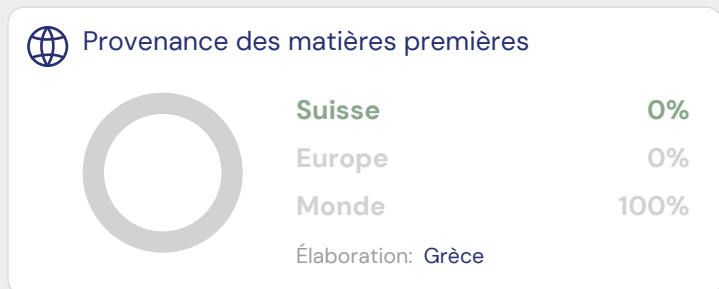 Provenance des matières premières
Suisse 0%
Europe 0%
Monde 100%
Élaboration: Grèce